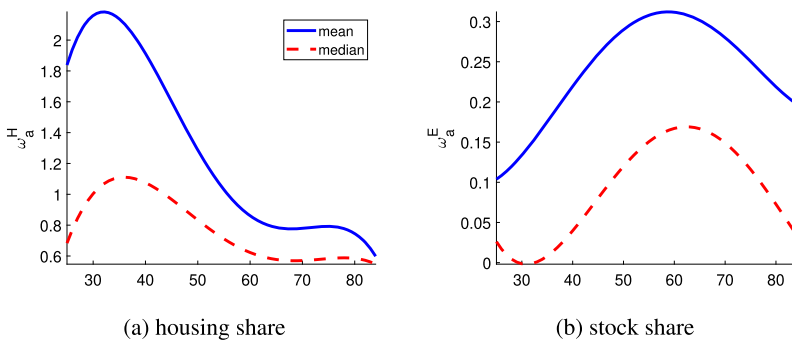 mean
median
2
1.8
1.6
1.4
1.2
1
0.8
0.6
ω_a^H
30 40 50 60 70 80
(a) housing share
0.3
0.25
0.2
0.15
0.1
0.05
0
ω_a^E
30 40 50 60 70 80
(b) stock share